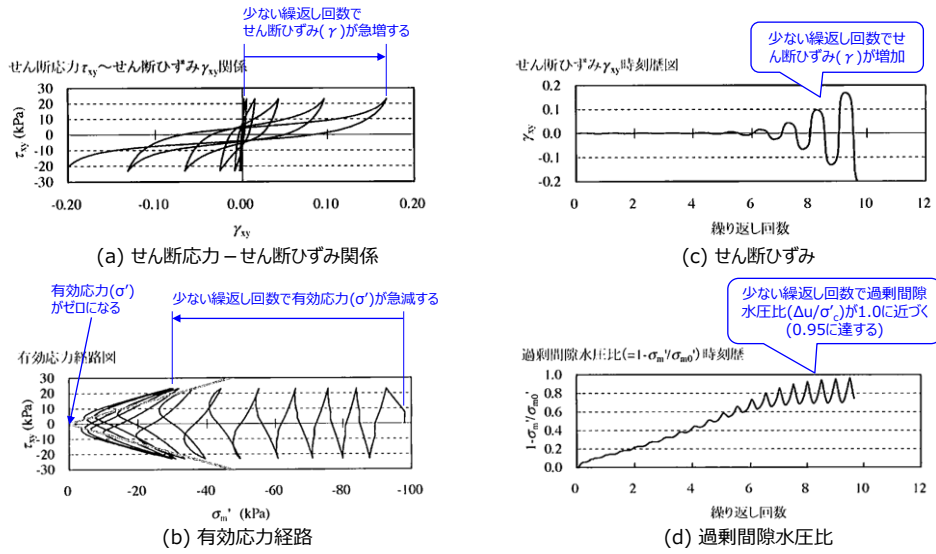 少ない繰返し回数で
せん断ひずみ(γ)が急増する
せん断応力τxy～せん断ひずみγxy関係
30
20
10
0
-10
-20
-30
τxy (kPa)
-0.20
-0.10
0.00
0.10
0.20
γxy
(a) せん断応力－せん断ひずみ関係
少ない繰返し回数でせ
ん断ひずみ(γ)が増加
せん断ひずみγxy時刻歴図
0.2
0.1
0.0
-0.1
-0.2
γxy
0
2
4
6
8
10
12
繰り返し回数
(c) せん断ひずみ
有効応力(σ')
がゼロになる
少ない繰返し回数で有効応力(σ')が急減する
有効応力経路図
30
20
10
0
-10
-20
-30
τxy (kPa)
0
-20
-40
-60
-80
-100
σm' (kPa)
(b) 有効応力経路
少ない繰返し回数で過剰間隙
水圧比(Δu/σ'c)が1.0に近づく
(0.95に達する)
過剰間隙水圧比(=1-σm'/σm0')時刻歴
1.0
0.8
0.6
0.4
0.2
0.0
1-σm'/σm0'
0
2
4
6
8
10
12
繰り返し回数
(d) 過剰間隙水圧比